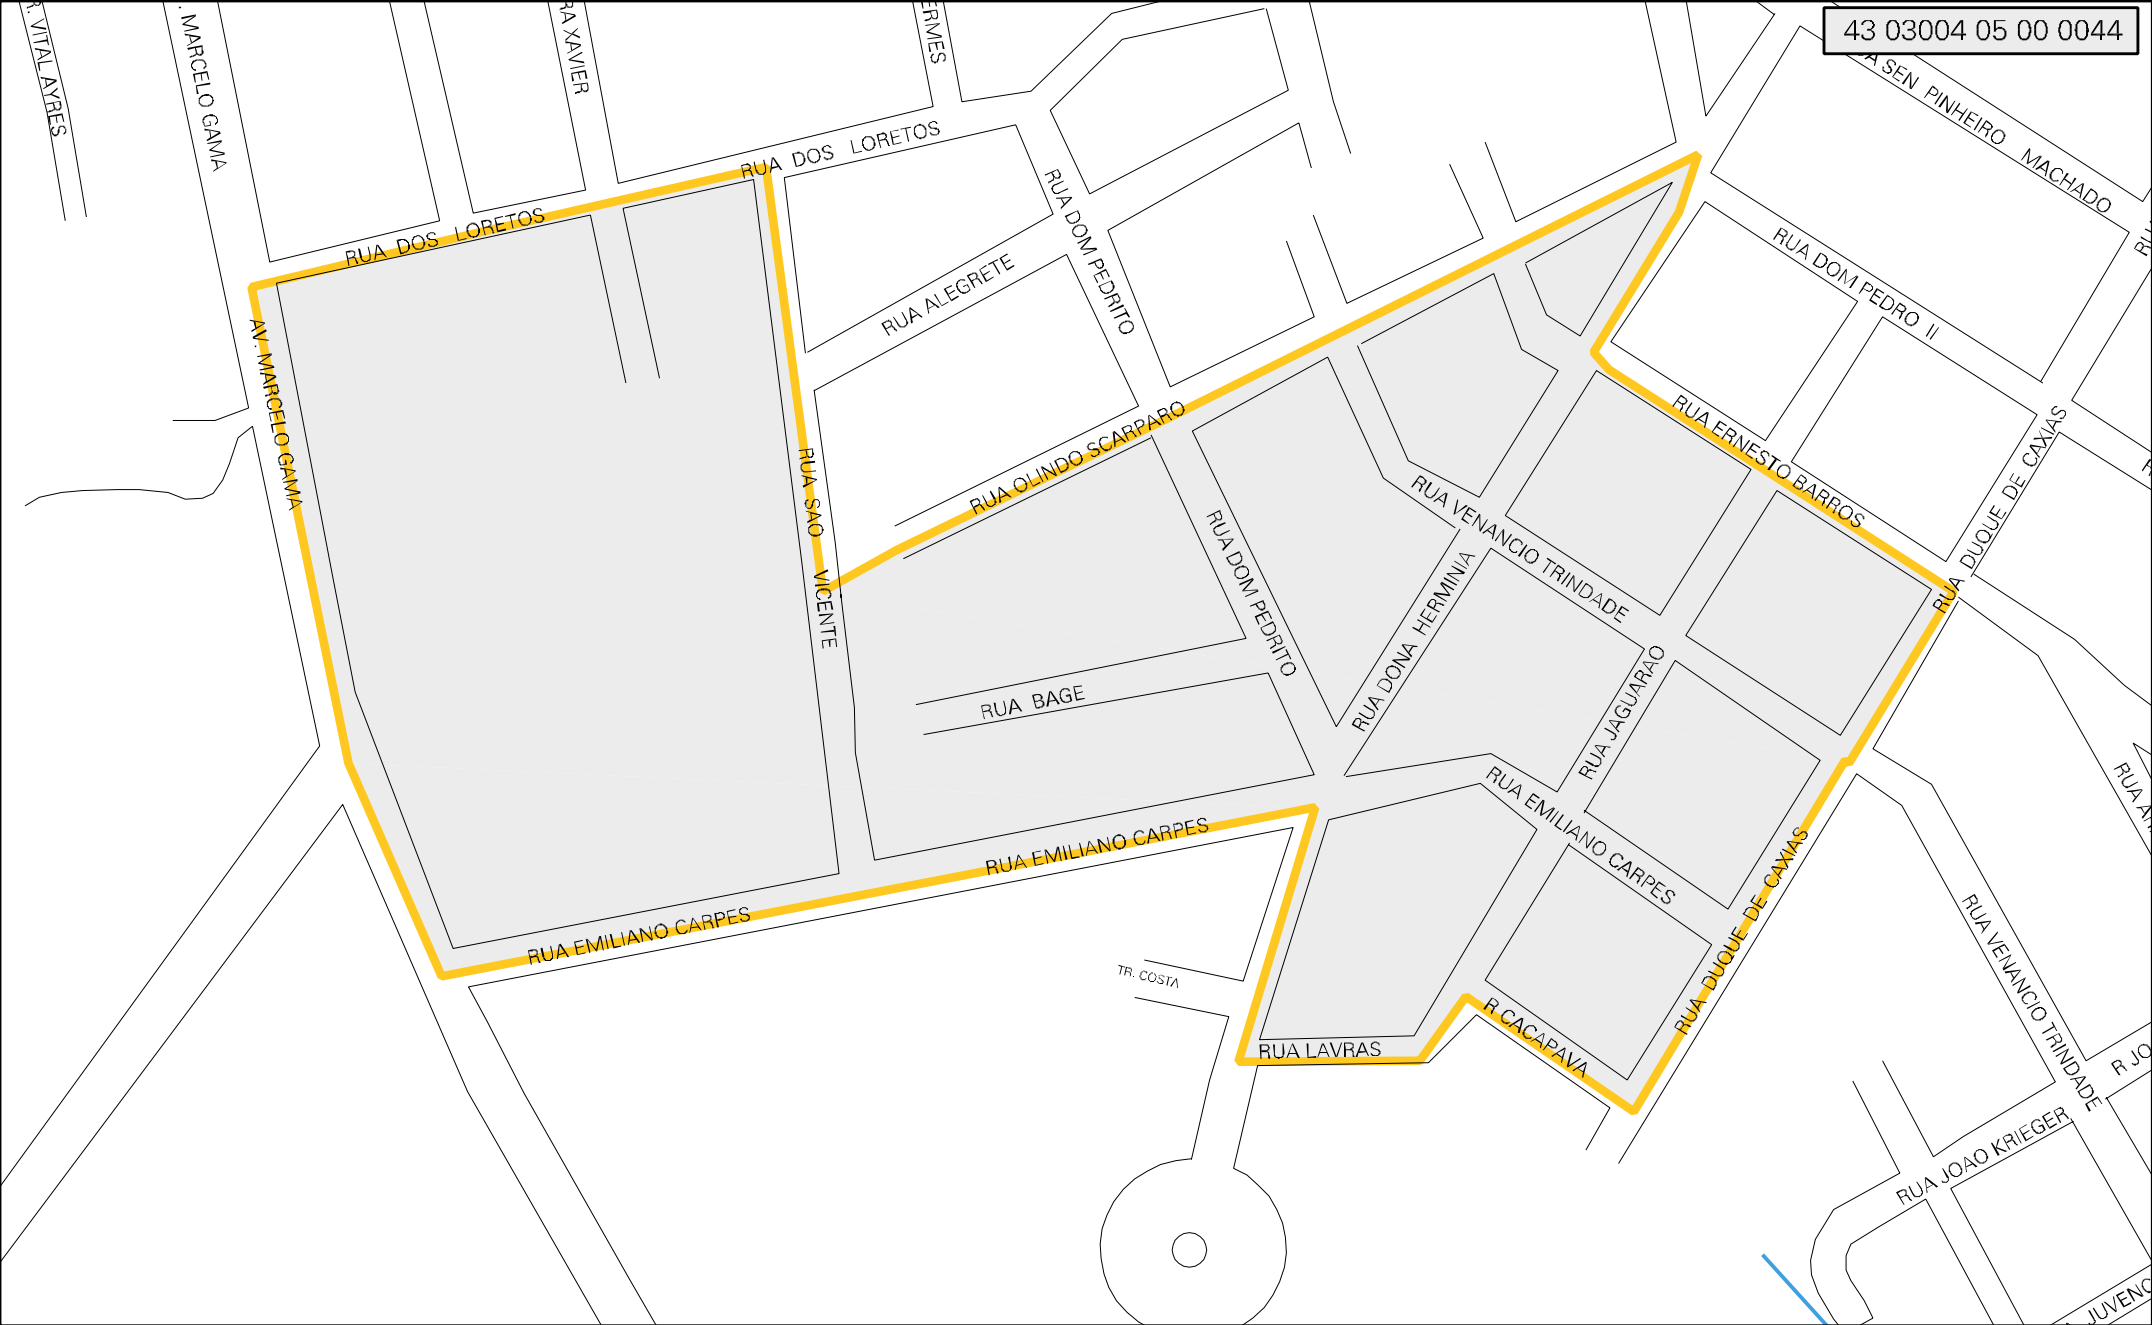 43 03004 05 00 0044
R. VITAL AYRES
. MARCELO GAMA
RA XAVIER
ERMES
A SEN PINHEIRO MACHADO
RUA DOS LORETOS
RUA DOS LORETOS
RUA DOM PEDRITO
RUA ALEGRETE
RUA DOM PEDRO II
AV. MARCELO GAMA
RUA SAO VICENTE
RUA OLINDO SCARPARO
RUA ERNESTO BARROS
RUA DUQUE DE CAXIAS
RUA VENANCIO TRINDADE
RUA DOM PEDRITO
RUA DONA HERMINIA
RUA JAGUARAO
RUA BAGE
RUA EMILIANO CARPES
RUA EMILIANO CARPES
RUA EMILIANO CARPES
RUA DUQUE DE CAXIAS
TR. COSTA
RUA LAVRAS
R CACAPAVA
RUA VENANCIO TRINDADE
R JO
RUA JOAO KRIEGER
JUVENC